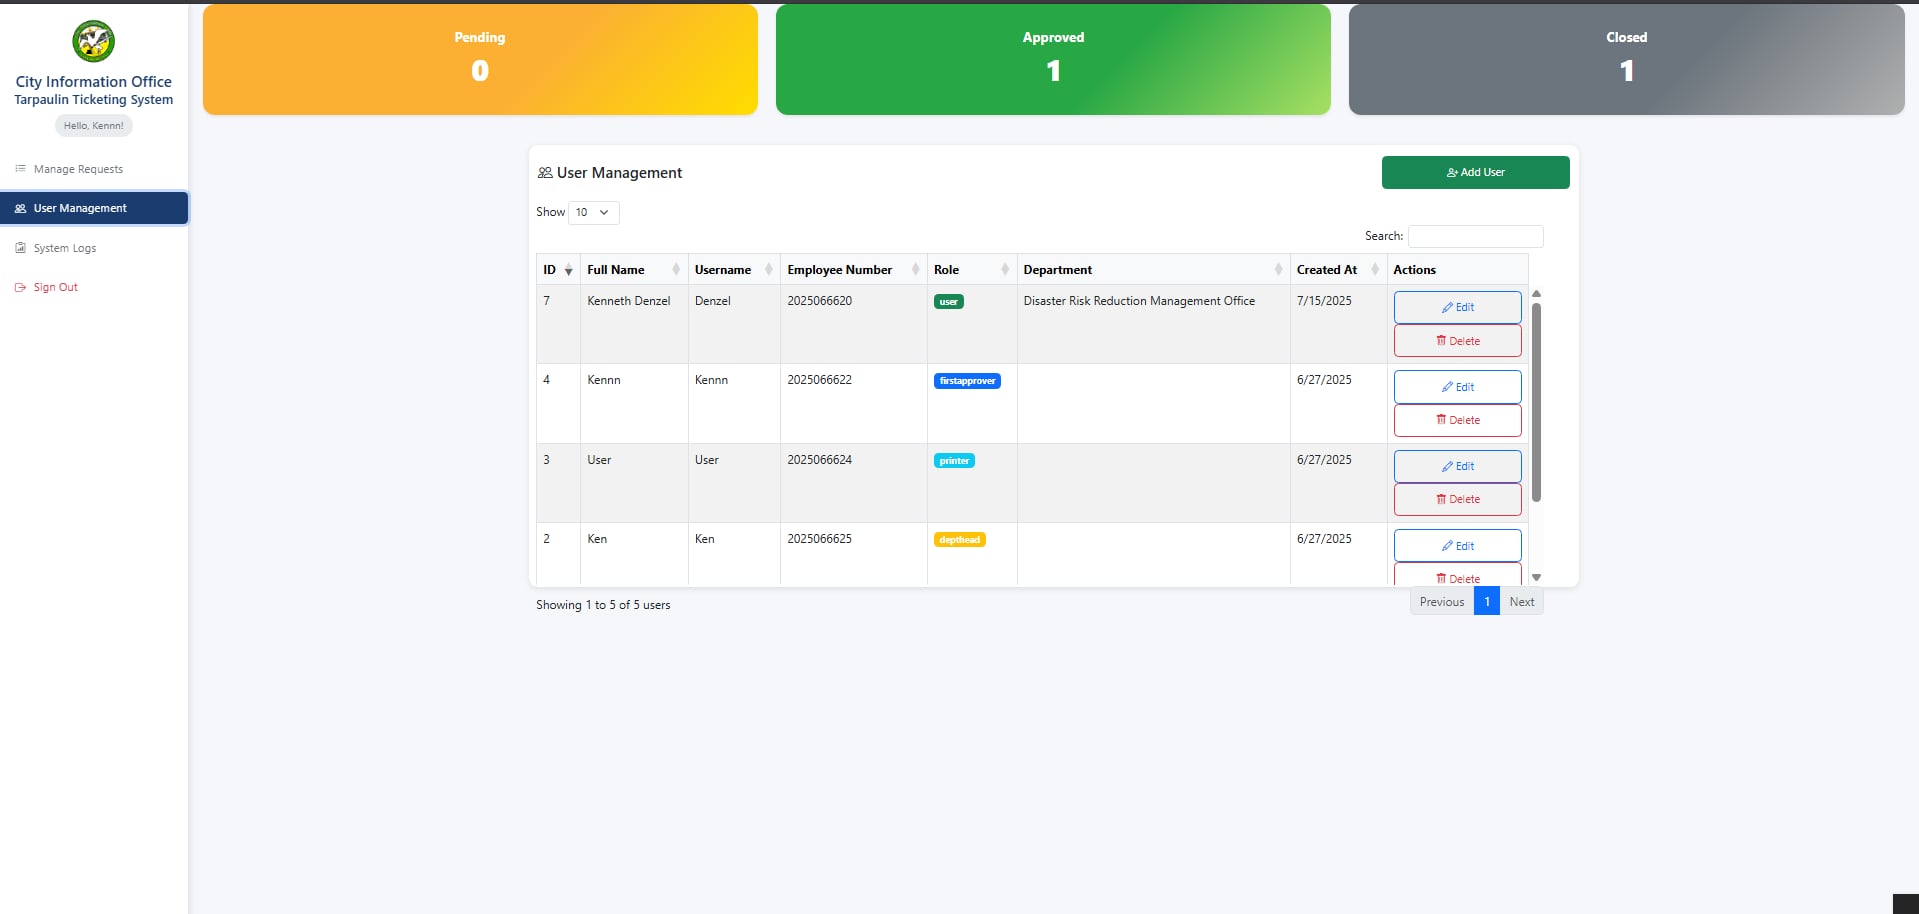 Pending
0
Approved
1
Closed
1
City Information Office
Tarpaulin Ticketing System
Hello, Kennn!
Manage Requests
User Management
System Logs
Sign Out
User Management
Add User
Show 10
Search:
ID Full Name Username Employee Number Role Department Created At Actions
7 Kenneth Denzel Denzel 2025066620 user Disaster Risk Reduction Management Office 7/15/2025 Edit
Delete
4 Kennn Kennn 2025066622 firstapprover 6/27/2025 Edit
Delete
3 User User 2025066624 printer 6/27/2025 Edit
Delete
2 Ken Ken 2025066625 depthead 6/27/2025 Edit
Delete
Showing 1 to 5 of 5 users
Previous 1 Next